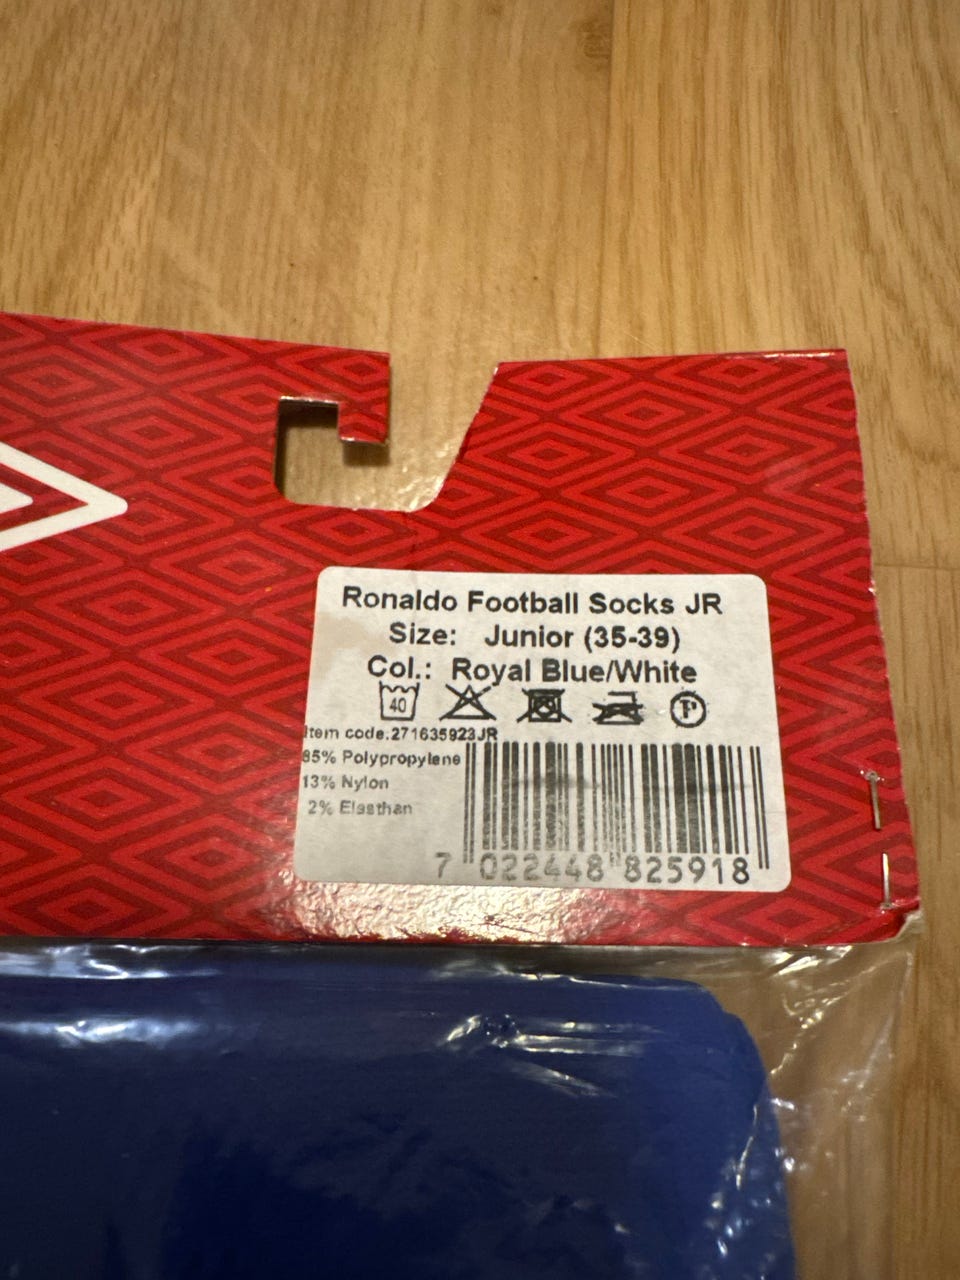 Ronaldo Football Socks JR
Size: Junior (35-39)
Col.: Royal Blue/White
40 P
Item code:271635923JR
85% Polypropylene
13% Nylon
2% Elasthan
7 022448 825918